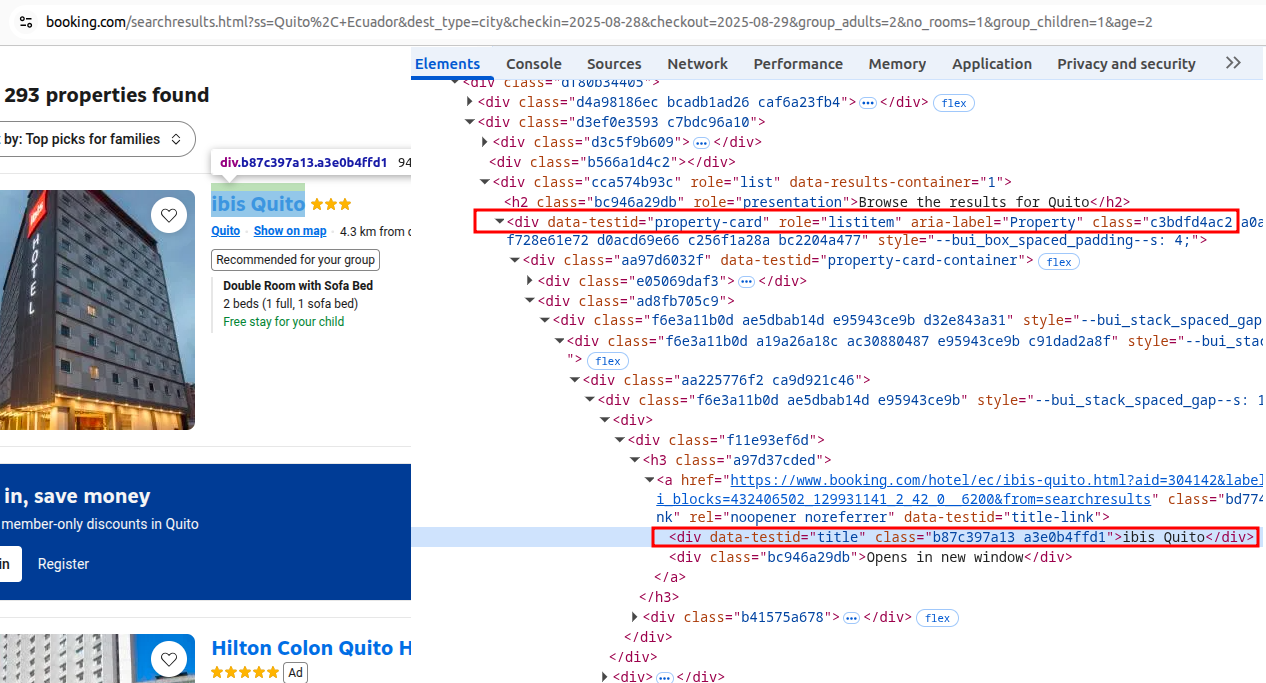 booking.com/searchresults.html?ss=Quito%2C+Ecuador&dest_type=city&checkin=2025-08-28&checkout=2025-08-29&group_adults=2&no_rooms=1&group_children=1&age=2
293 properties found
t by: Top picks for families
div.b87c397a13.a3e0b4ffd1 94
HOTEL
ibis Quito
Quito · Show on map · 4.3 km from c
Recommended for your group
Double Room with Sofa Bed
2 beds (1 full, 1 sofa bed)
Free stay for your child
in, save money
member-only discounts in Quito
in Register
Hilton Colon Quito H
Ad
Elements Console Sources Network Performance Memory Application Privacy and security
<div class="df80b34405">
<div class="d4a98186ec bcadb1ad26 caf6a23fb4"> … </div> flex
<div class="d3ef0e3593 c7bdc96a10">
<div class="d3c5f9b609"> … </div>
<div class="b566a1d4c2"></div>
<div class="cca574b93c" role="list" data-results-container="1">
<h2 class="bc946a29db" role="presentation">Browse the results for Quito</h2>
<div data-testid="property-card" role="listitem" aria-label="Property" class="c3bdfd4ac2 a0a
f728e61e72 d0acd69e66 c256f1a28a bc2204a477" style="--bui_box_spaced_padding--s: 4;">
<div class="aa97d6032f" data-testid="property-card-container"> flex
<div class="e05069daf3"> … </div>
<div class="ad8fb705c9">
<div class="f6e3a11b0d ae5dbab14d e95943ce9b d32e843a31" style="--bui_stack_spaced_gap
<div class="f6e3a11b0d a19a26a18c ac30880487 e95943ce9b c91dad2a8f" style="--bui_stac
"> flex
<div class="aa225776f2 ca9d921c46">
<div class="f6e3a11b0d ae5dbab14d e95943ce9b" style="--bui_stack_spaced_gap--s: 1
<div>
<div class="f11e93ef6d">
<h3 class="a97d37cded">
<a href="https://www.booking.com/hotel/ec/ibis-quito.html?aid=304142&label
i_blocks=432406502_129931141_2_42_0__6200&from=searchresults" class="bd774
nk" rel="noopener noreferrer" data-testid="title-link">
<div data-testid="title" class="b87c397a13 a3e0b4ffd1">ibis Quito</div>
<div class="bc946a29db">Opens in new window</div>
</a>
</h3>
<div class="b41575a678"> … </div> flex
</div>
</div>
<div> … </div>